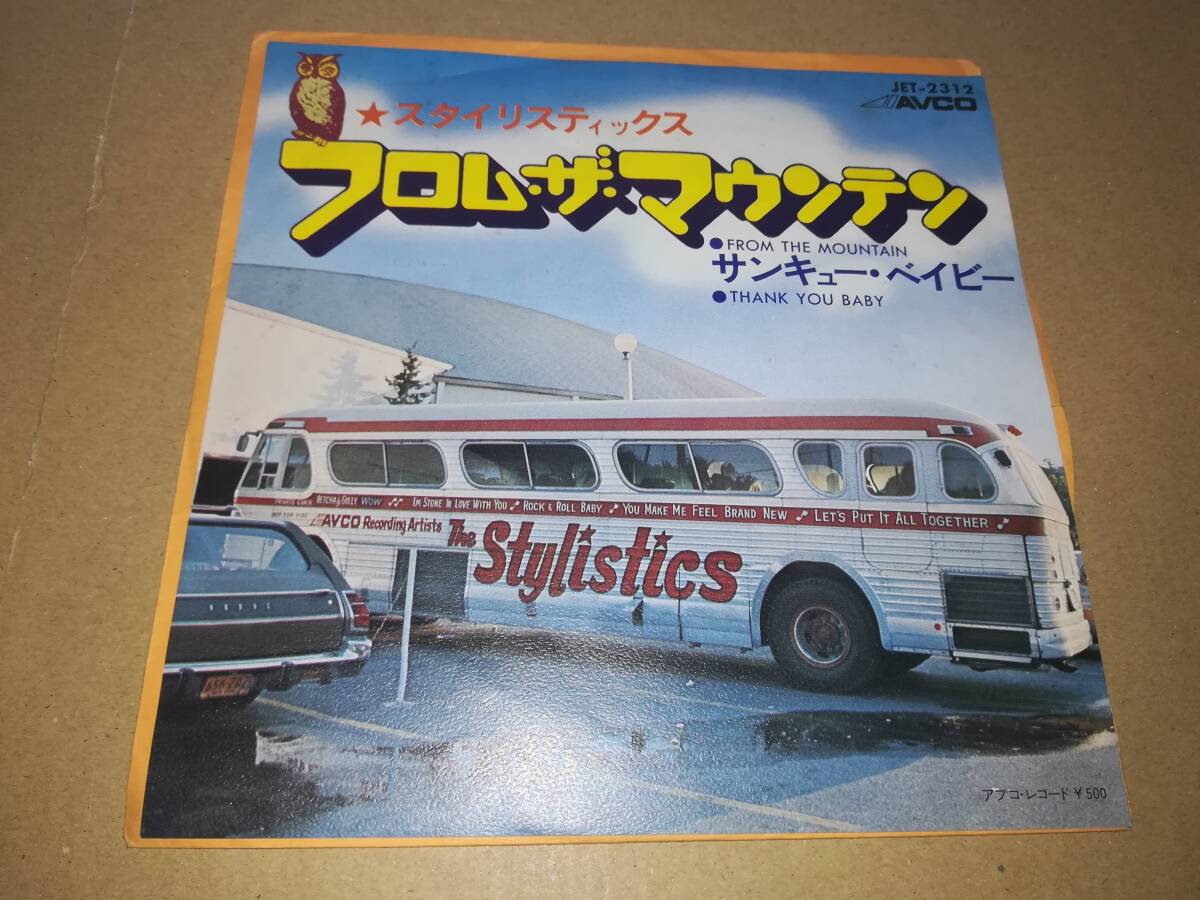 JET-2312
AVCO
★スタイリスティックス
フロム・ザ・マウンテン
●FROM THE MOUNTAIN
サンキュー・ベイビー
●THANK YOU BABY
PRIVATE COACH BETCHA BY GOLLY WOW ♪ I'M STONE IN LOVE WITH YOU ♪ ROCK & ROLL BABY ♪ YOU MAKE ME FEEL BRAND NEW ♪ LET'S PUT IT ALL TOGETHER ♪
AVCO Recording Artists The Stylistics
DODGE
アブコ・レコード ¥500